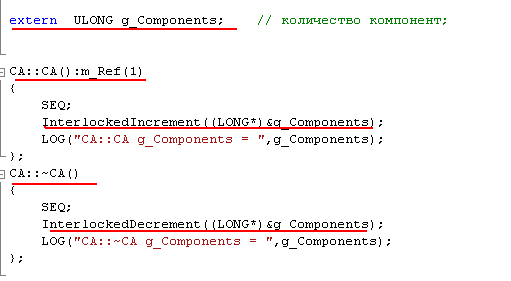 extern  ULONG g_Components;    // количество компонент;
CA::CA():m_Ref(1)
{
SEQ;
InterlockedIncrement((LONG*)&g_Components);
LOG("CA::CA g_Components = ",g_Components);
};
CA::~CA()
{
SEQ;
InterlockedDecrement((LONG*)&g_Components);
LOG("CA::~CA g_Components = ",g_Components);
};